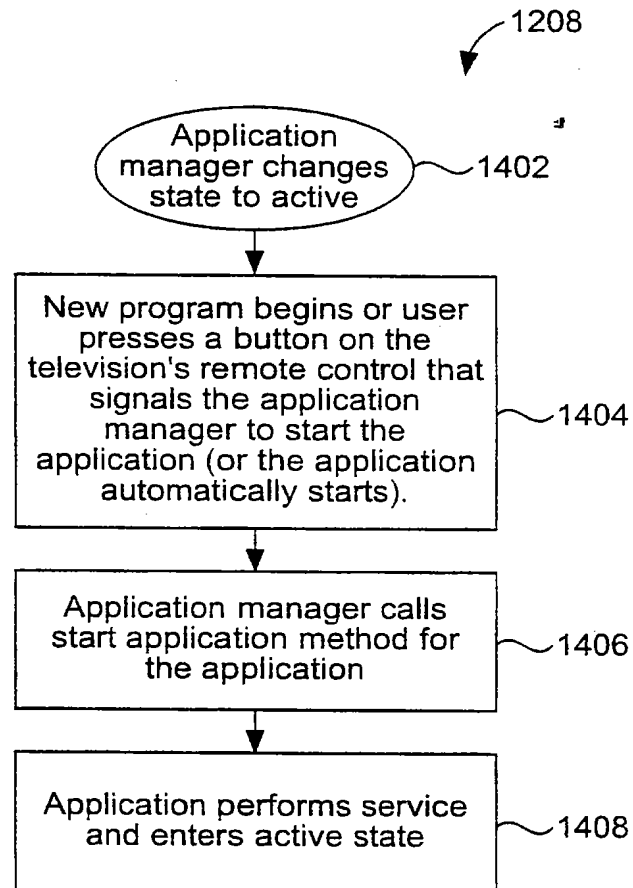 1208
Application
manager changes
state to active
1402
New program begins or user
presses a button on the
television's remote control that
signals the application
manager to start the
application (or the application
automatically starts).
1404
Application manager calls
start application method for
the application
1406
Application performs service
and enters active state
1408